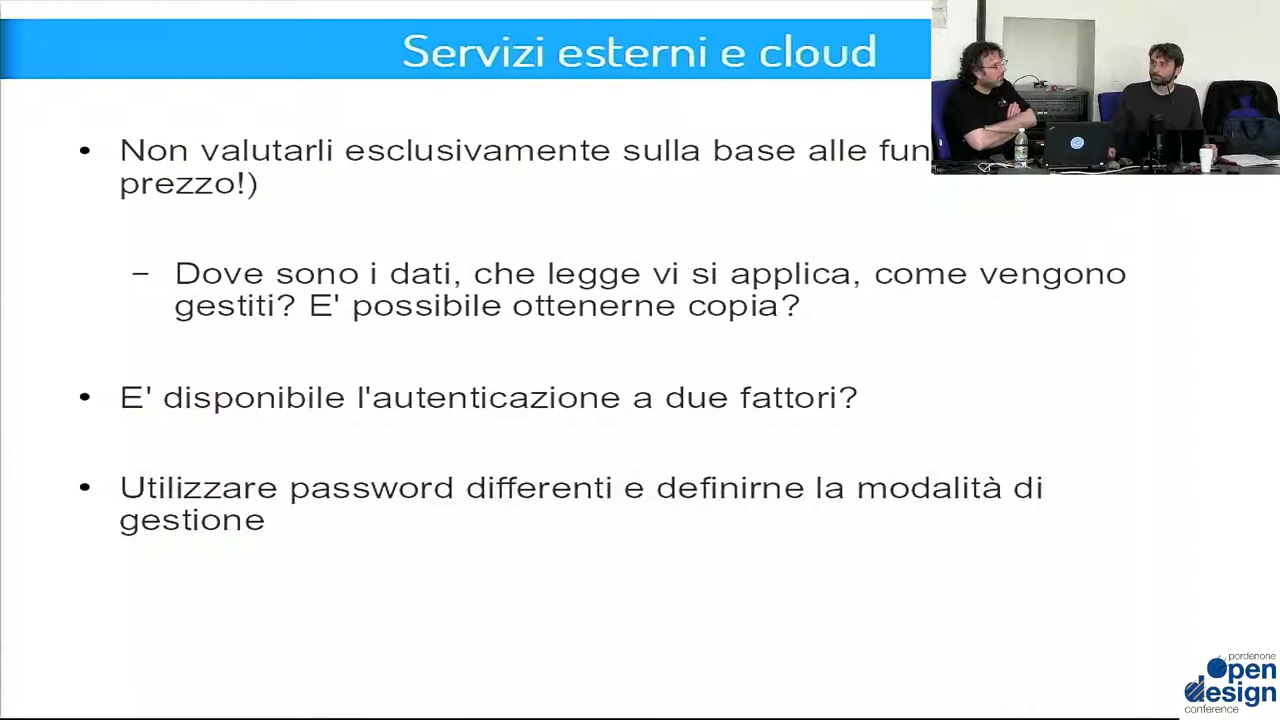 Servizi esterni e cloud
Non valutarli esclusivamente sulla base alle
prezzo!)
Dove sono i dati, che legge vi si applica, come vengono
gestiti? E' possibile ottenerne copia?
E' disponibile l'autenticazione a due fattori?
Utilizzare password differenti e definirne la modalità di
gestione
pordenone
open
design
conference